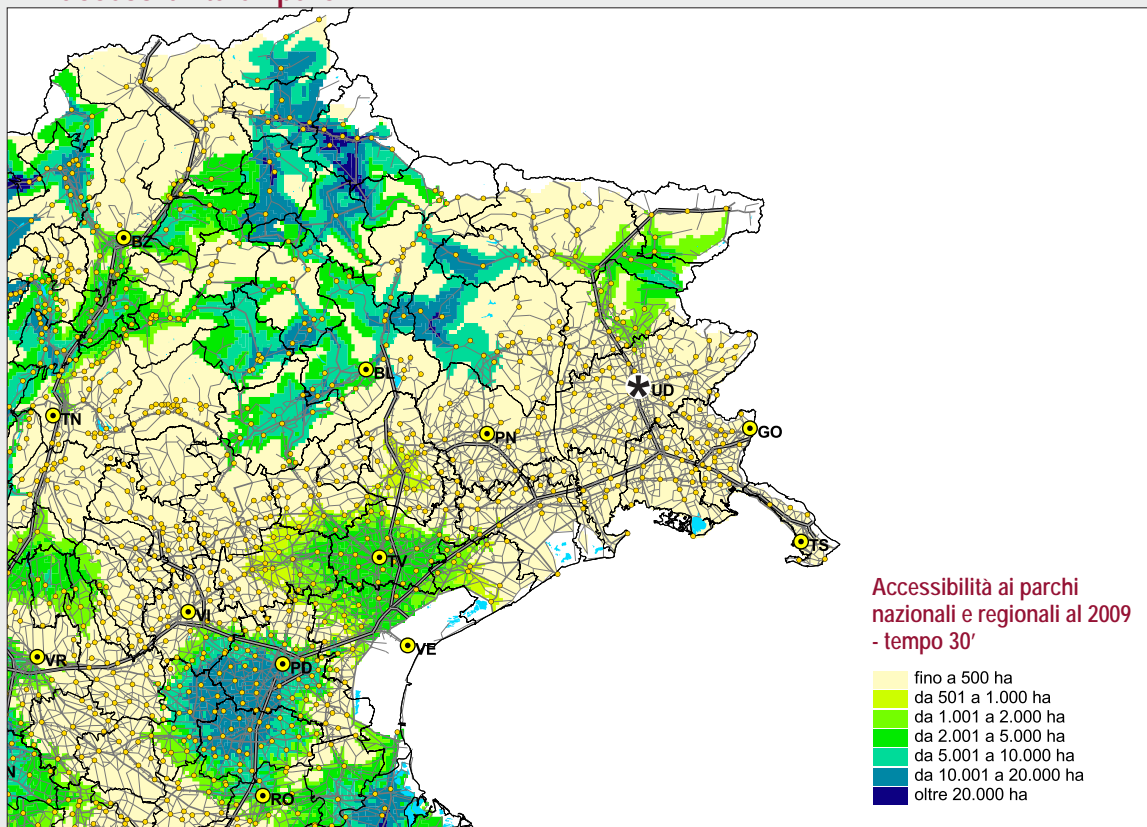 BZ
BL
UD
TN
PN
GO
TS
TV
VI
VE
VR
PD
RO
N
Accessibilità ai parchi
nazionali e regionali al 2009
- tempo 30'
fino a 500 ha
da 501 a 1.000 ha
da 1.001 a 2.000 ha
da 2.001 a 5.000 ha
da 5.001 a 10.000 ha
da 10.001 a 20.000 ha
oltre 20.000 ha